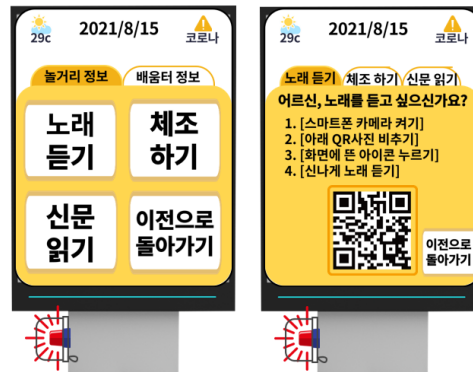 29c
2021/8/15
코로나
놀거리 정보
배움터 정보
노래
듣기
체조
하기
신문
읽기
이전으로
돌아가기
29c
2021/8/15
코로나
노래 듣기
체조 하기
신문 읽기
어르신, 노래를 듣고 싶으신가요?
1. [스마트폰 카메라 켜기]
2. [아래 QR사진 비추기]
3. [화면에 뜬 아이콘 누르기]
4. [신나게 노래 듣기]
이전으로
돌아가기